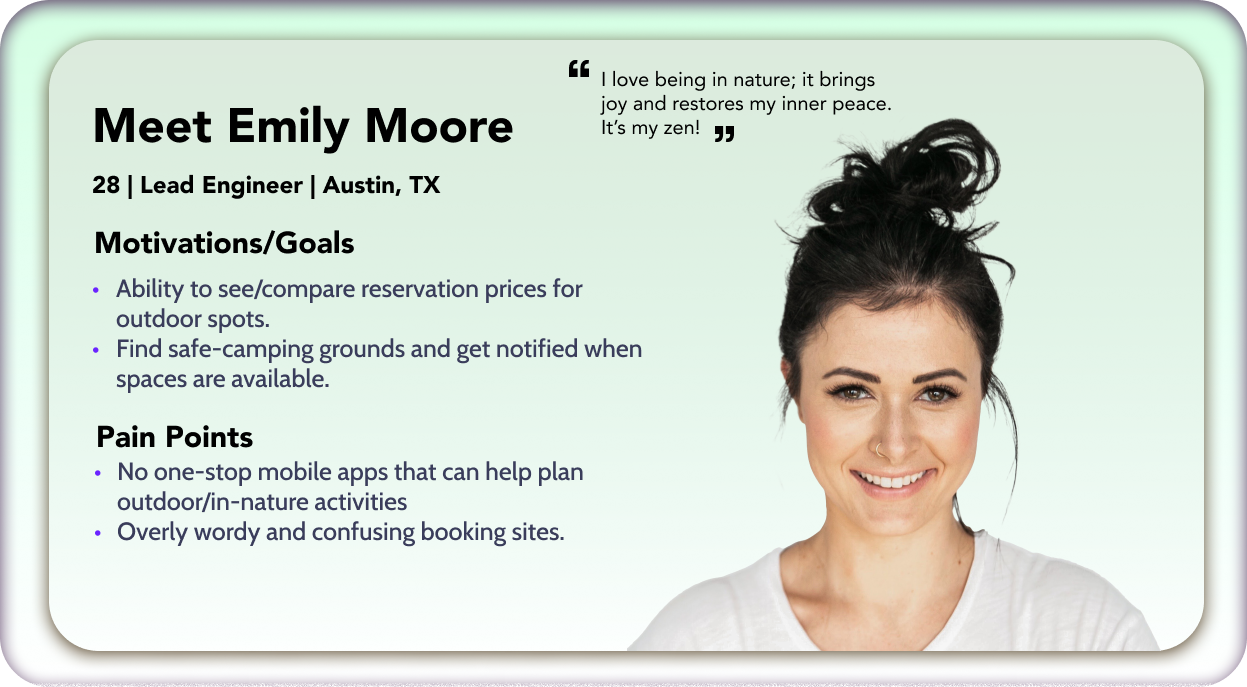 “ I love being in nature; it brings
joy and restores my inner peace.
It’s my zen! ”
Meet Emily Moore
28 | Lead Engineer | Austin, TX
Motivations/Goals
• Ability to see/compare reservation prices for
outdoor spots.
• Find safe-camping grounds and get notified when
spaces are available.
Pain Points
• No one-stop mobile apps that can help plan
outdoor/in-nature activities
• Overly wordy and confusing booking sites.